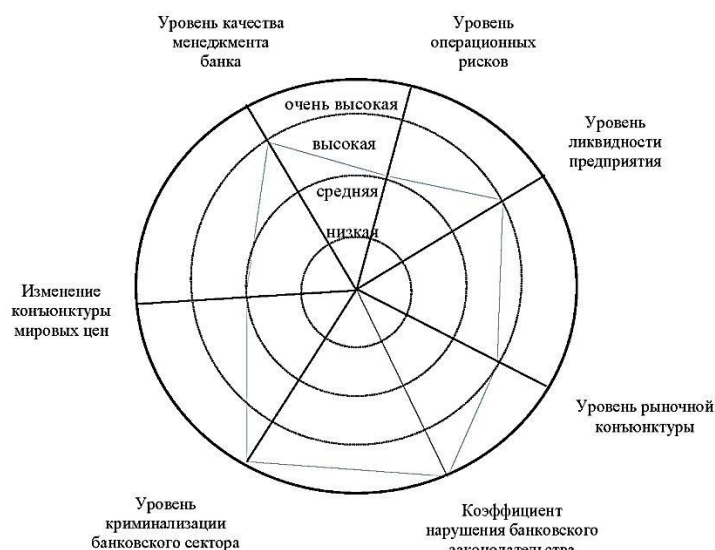 Уровень качества
менеджмента
банка
Уровень
операционных
рисков
очень высокая
высокая
средняя
низкая
Уровень
ликвидности
предприятия
Изменение
конъюнктуры
мировых цен
Уровень рыночной
конъюнктуры
Уровень
криминализации
банковского сектора
Коэффициент
нарушения банковского
законодательства